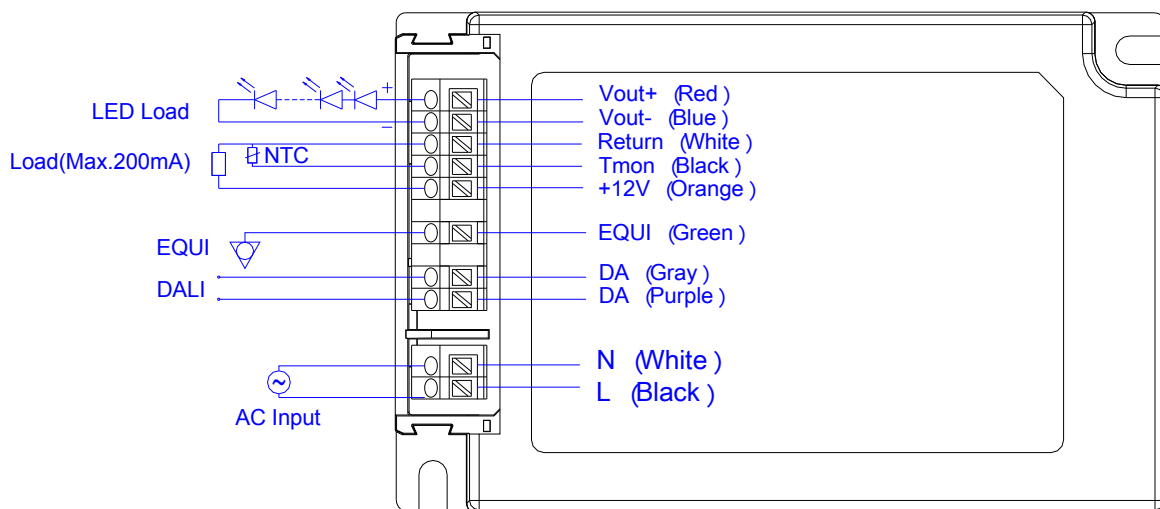 LED Load
+
−
Load(Max.200mA)
NTC
EQUI
DALI
~
AC Input
Vout+ (Red)
Vout- (Blue)
Return (White)
Tmon (Black)
+12V (Orange)
EQUI (Green)
DA (Gray)
DA (Purple)
N (White)
L (Black)